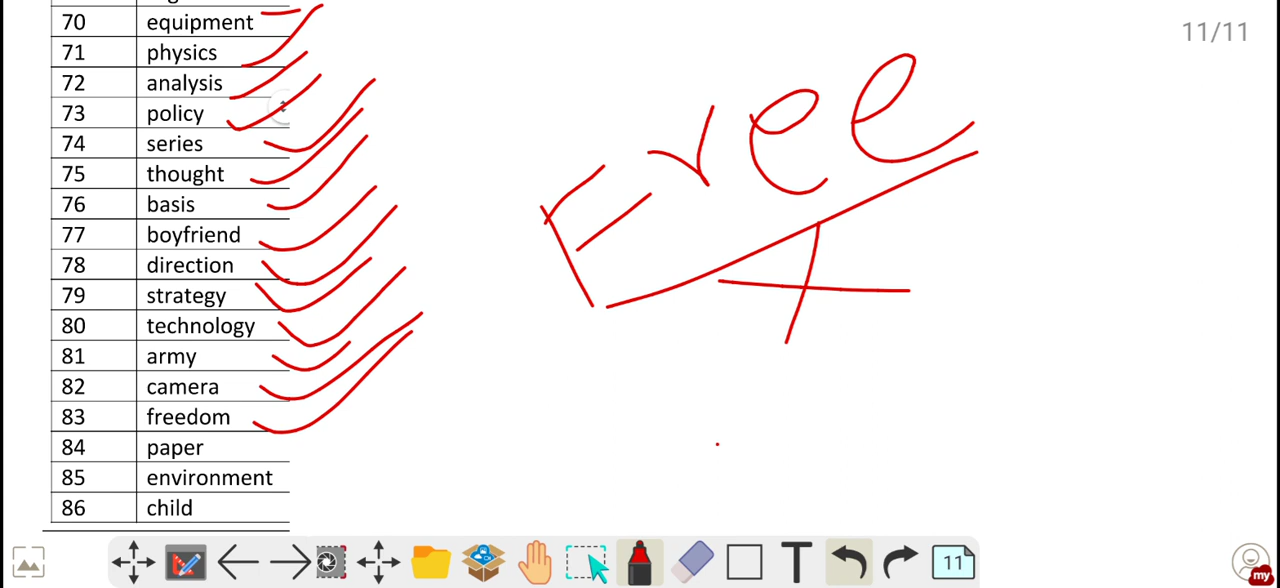 11/11
70 equipment
71 physics
72 analysis
73 policy
74 series
75 thought
76 basis
77 boyfriend
78 direction
79 strategy
80 technology
81 army
82 camera
83 freedom
84 paper
85 environment
86 child
Free
T
11
my